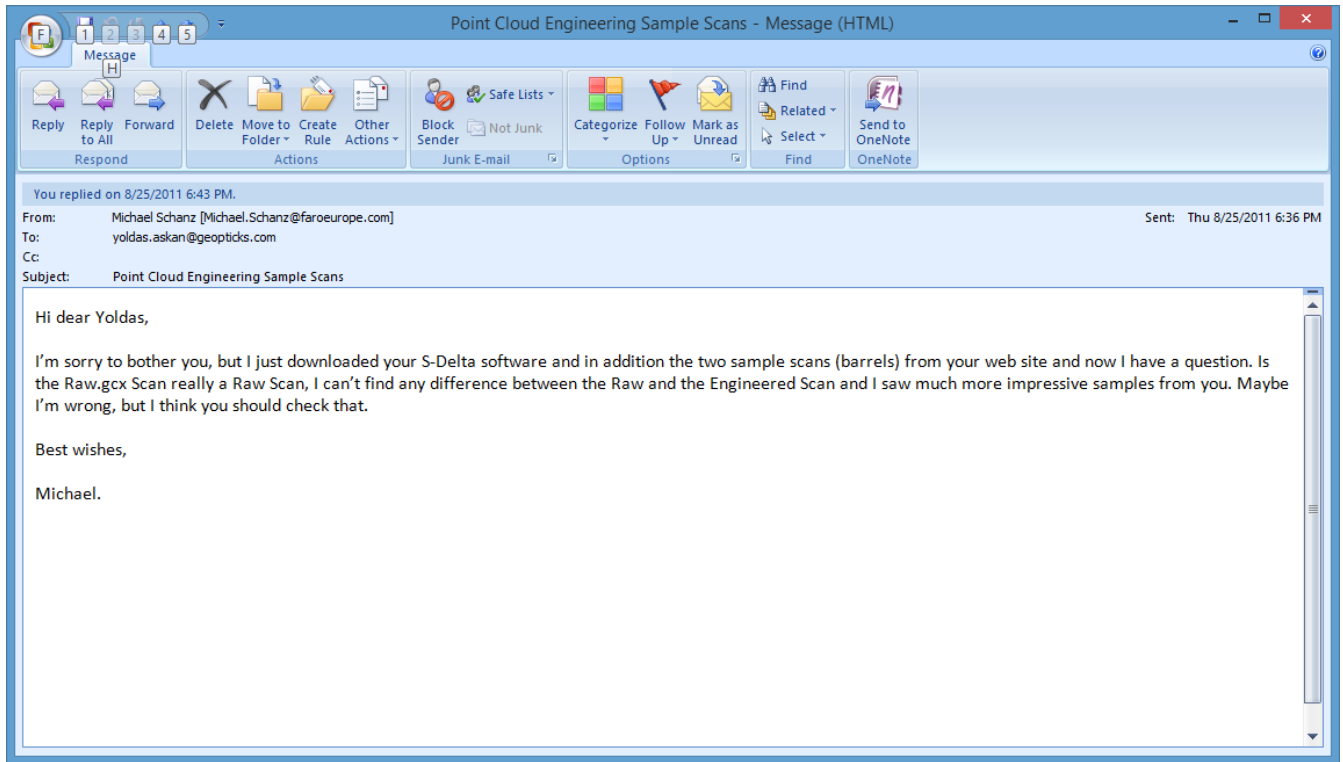 Point Cloud Engineering Sample Scans - Message (HTML)
F 1 2 3 4 5
Message
H
Reply Reply to All Forward
Respond
Delete Move to Folder Create Rule Other Actions
Actions
Block Sender Safe Lists Not Junk
Junk E-mail
Categorize Follow Up Mark as Unread
Options
Find Related Select
Find
Send to OneNote
OneNote
You replied on 8/25/2011 6:43 PM.
From: Michael Schanz [Michael.Schanz@faroeurope.com] Sent: Thu 8/25/2011 6:36 PM
To: yoldas.askan@geopticks.com
Cc:
Subject: Point Cloud Engineering Sample Scans
Hi dear Yoldas,
I'm sorry to bother you, but I just downloaded your S-Delta software and in addition the two sample scans (barrels) from your web site and now I have a question. Is
the Raw.gcx Scan really a Raw Scan, I can't find any difference between the Raw and the Engineered Scan and I saw much more impressive samples from you. Maybe
I'm wrong, but I think you should check that.
Best wishes,
Michael.